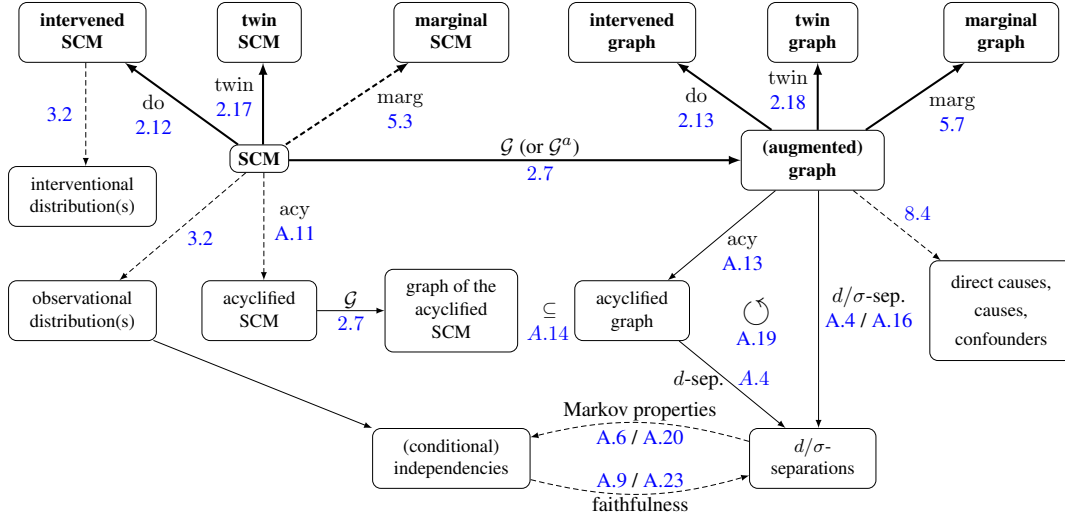 intervened
SCM
twin
SCM
marginal
SCM
intervened
graph
twin
graph
marginal
graph
3.2
do
2.12
twin
2.17
marg
5.3
do
2.13
twin
2.18
marg
5.7
SCM
𝒢 (or 𝒢ᵃ)
2.7
(augmented)
graph
interventional
distribution(s)
3.2
acy
A.11
acy
A.13
8.4
observational
distribution(s)
acyclified
SCM
𝒢
2.7
graph of the
acyclified
SCM
⊆
A.14
acyclified
graph
A.19
d/σ-sep.
A.4 / A.16
direct causes,
causes,
confounders
d-sep. A.4
Markov properties
A.6 / A.20
(conditional)
independencies
d/σ-
separations
A.9 / A.23
faithfulness